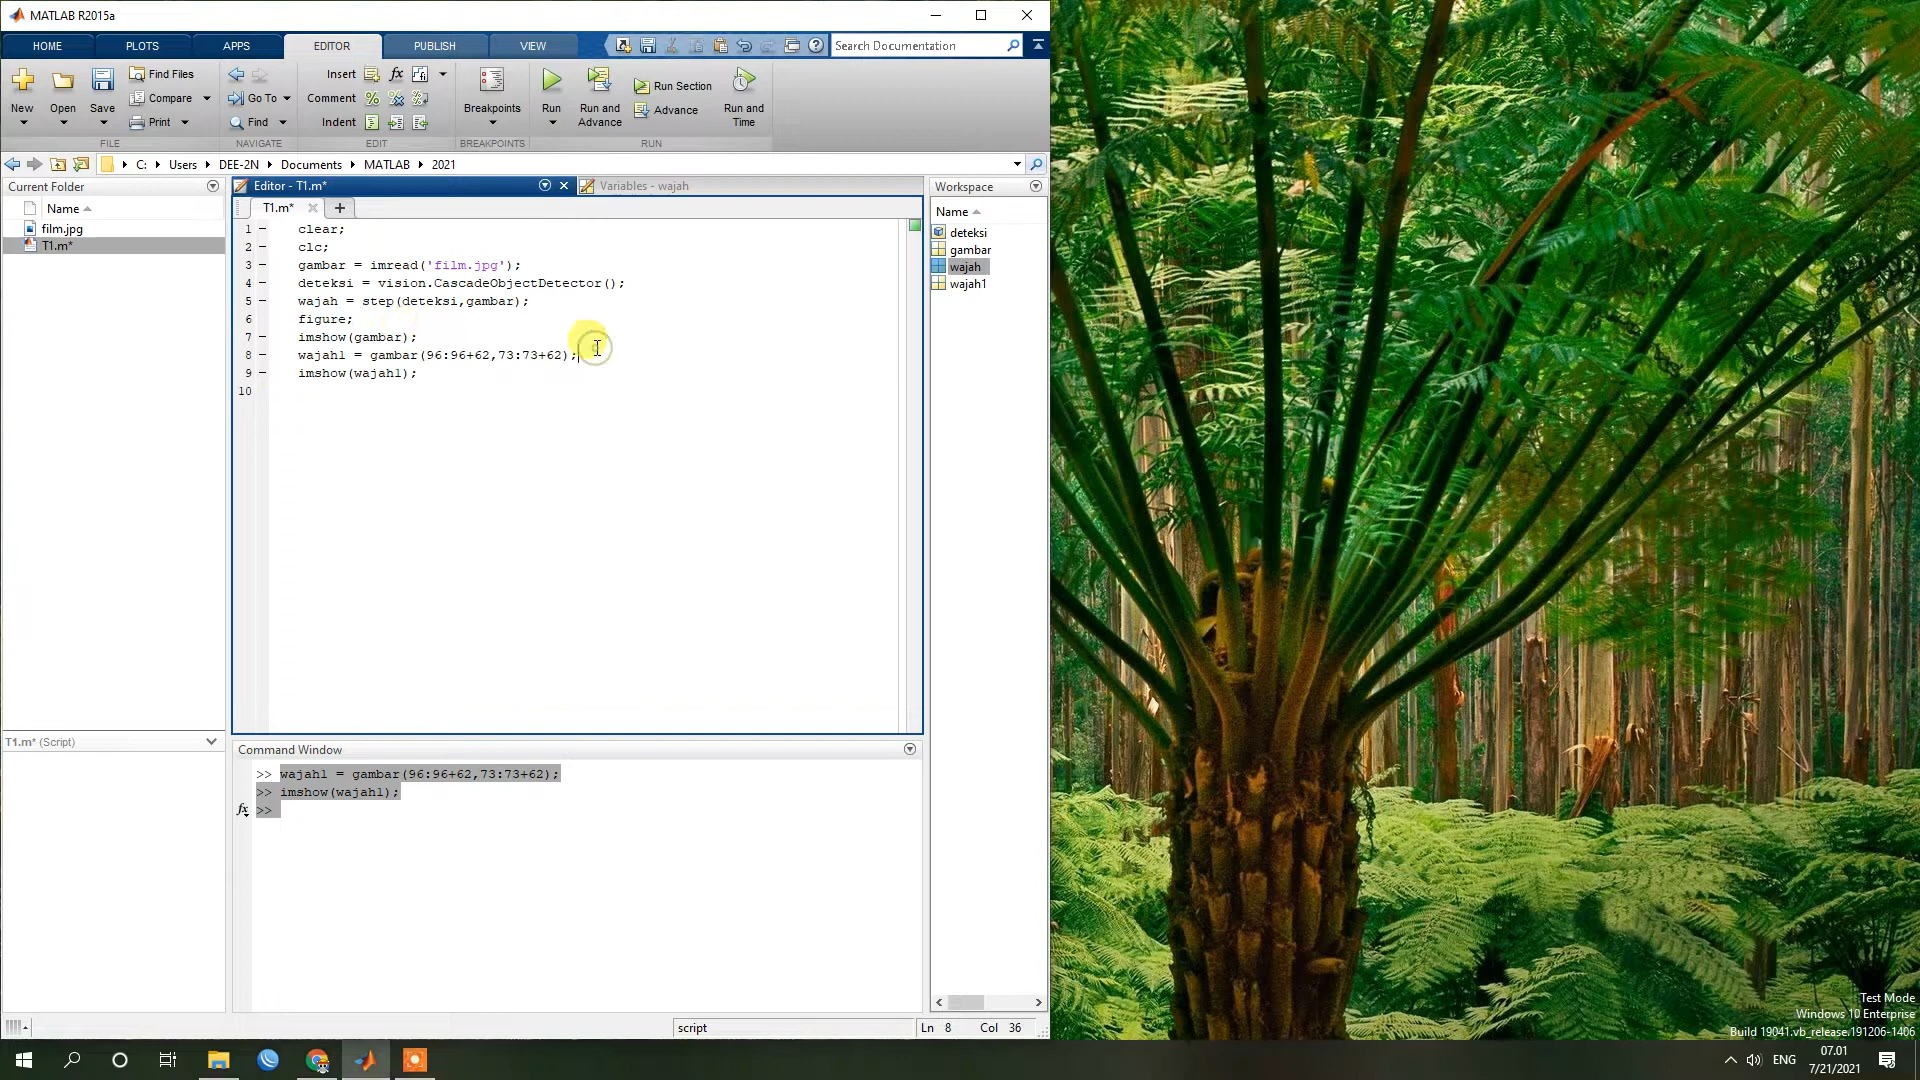 MATLAB R2015a
HOME PLOTS APPS EDITOR PUBLISH VIEW Search Documentation
New Open Save Find Files Compare Print Go To Find Insert Comment Indent Breakpoints Run Run and Advance Run Section Advance Run and Time
FILE NAVIGATE EDIT BREAKPOINTS RUN
C: Users DEE-2N Documents MATLAB 2021
Current Folder
Name
film.jpg
T1.m*
T1.m* (Script)
Editor - T1.m* Variables - wajah
T1.m*
1 clear;
2 clc;
3 gambar = imread('film.jpg');
4 deteksi = vision.CascadeObjectDetector();
5 wajah = step(deteksi,gambar);
6 figure;
7 imshow(gambar);
8 wajah1 = gambar(96:96+62,73:73+62);
9 imshow(wajah1);
10
Workspace
Name
deteksi
gambar
wajah
wajah1
Command Window
>> wajah1 = gambar(96:96+62,73:73+62);
>> imshow(wajah1);
fx >>
script Ln 8 Col 36
Test Mode
Windows 10 Enterprise
Build 19041.vb_release.191206-1406
ENG 07.01
7/21/2021